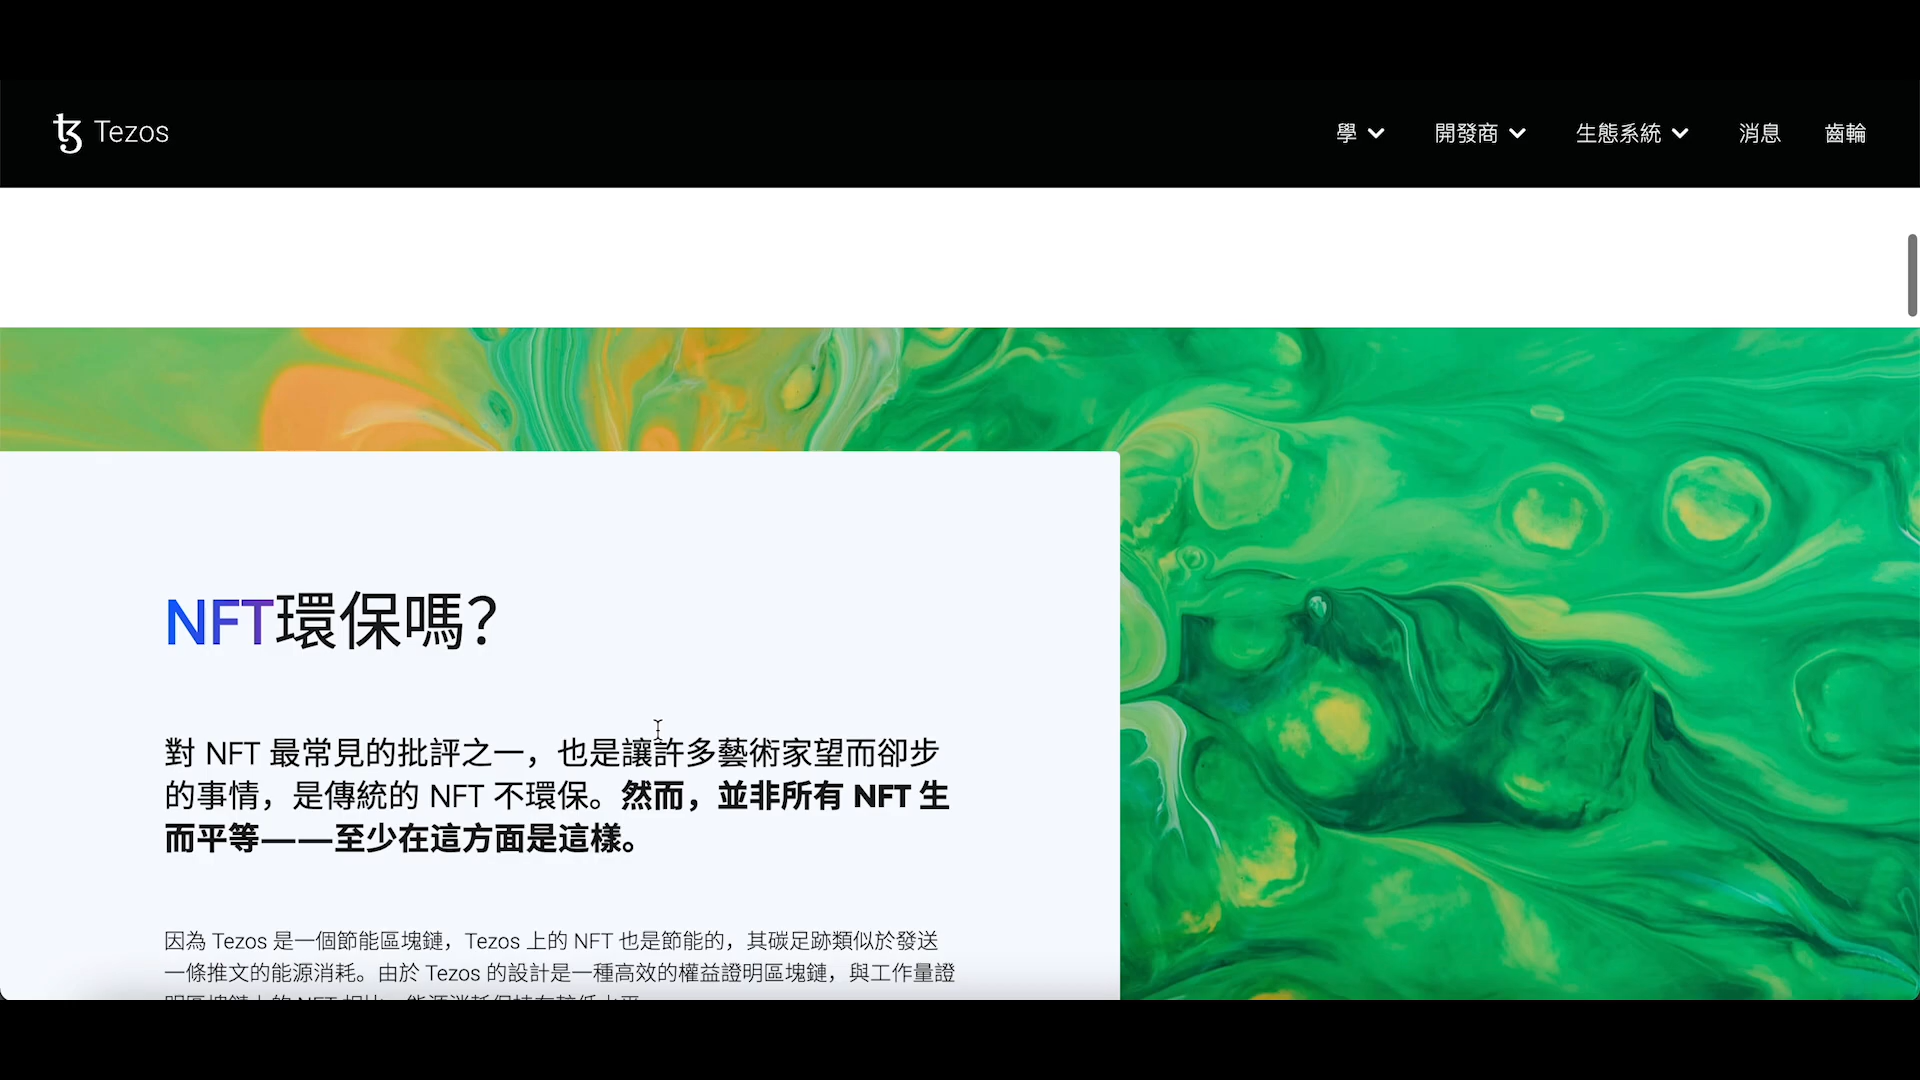 Tezos
學
開發商
生態系統
消息
齒輪
NFT環保嗎？
對 NFT 最常見的批評之一，也是讓許多藝術家望而卻步
的事情，是傳統的 NFT 不環保。然而，並非所有 NFT 生
而平等——至少在這方面是這樣。
因為 Tezos 是一個節能區塊鏈，Tezos 上的 NFT 也是節能的，其碳足跡類似於發送
一條推文的能源消耗。由於 Tezos 的設計是一種高效的權益證明區塊鏈，與工作量證